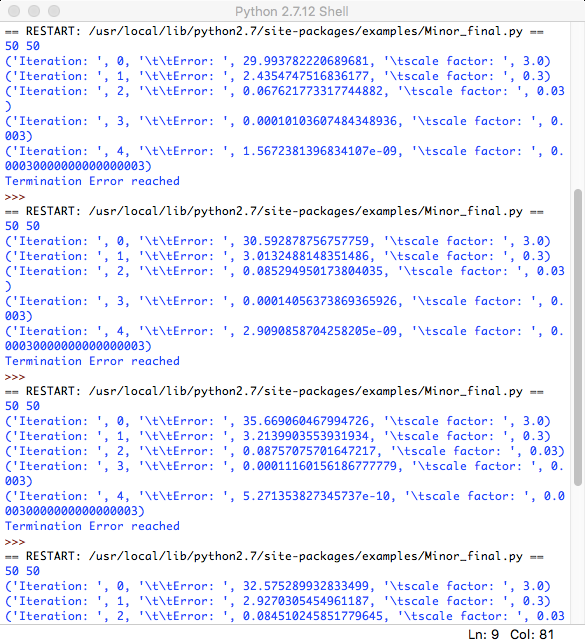 Python 2.7.12 Shell
== RESTART: /usr/local/lib/python2.7/site-packages/examples/Minor_final.py ==
50 50
('Iteration: ', 0, '\t\tError: ', 29.993782220689681, '\tscale factor: ', 3.0)
('Iteration: ', 1, '\t\tError: ', 2.4354747516836177, '\tscale factor: ', 0.3)
('Iteration: ', 2, '\t\tError: ', 0.067621773317744882, '\tscale factor: ', 0.03
)
('Iteration: ', 3, '\t\tError: ', 0.00010103607484348936, '\tscale factor: ', 0.
003)
('Iteration: ', 4, '\t\tError: ', 1.5672381396834107e-09, '\tscale factor: ', 0.
00030000000000000003)
Termination Error reached
>>>
== RESTART: /usr/local/lib/python2.7/site-packages/examples/Minor_final.py ==
50 50
('Iteration: ', 0, '\t\tError: ', 30.592878756757759, '\tscale factor: ', 3.0)
('Iteration: ', 1, '\t\tError: ', 3.0132488148351486, '\tscale factor: ', 0.3)
('Iteration: ', 2, '\t\tError: ', 0.085294950173804035, '\tscale factor: ', 0.03
)
('Iteration: ', 3, '\t\tError: ', 0.00014056373869365926, '\tscale factor: ', 0.
003)
('Iteration: ', 4, '\t\tError: ', 2.9090858704258205e-09, '\tscale factor: ', 0.
00030000000000000003)
Termination Error reached
>>>
== RESTART: /usr/local/lib/python2.7/site-packages/examples/Minor_final.py ==
50 50
('Iteration: ', 0, '\t\tError: ', 35.669060467994726, '\tscale factor: ', 3.0)
('Iteration: ', 1, '\t\tError: ', 3.2139903553931934, '\tscale factor: ', 0.3)
('Iteration: ', 2, '\t\tError: ', 0.08757075701647217, '\tscale factor: ', 0.03)
('Iteration: ', 3, '\t\tError: ', 0.00011160156186777779, '\tscale factor: ', 0.
003)
('Iteration: ', 4, '\t\tError: ', 5.271353827345737e-10, '\tscale factor: ', 0.0
0030000000000000003)
Termination Error reached
>>>
== RESTART: /usr/local/lib/python2.7/site-packages/examples/Minor_final.py ==
50 50
('Iteration: ', 0, '\t\tError: ', 32.575289932833499, '\tscale factor: ', 3.0)
('Iteration: ', 1, '\t\tError: ', 2.9270305454961187, '\tscale factor: ', 0.3)
('Iteration: ', 2, '\t\tError: ', 0.084510245851779645, '\tscale factor: ', 0.03
Ln: 9 Col: 81